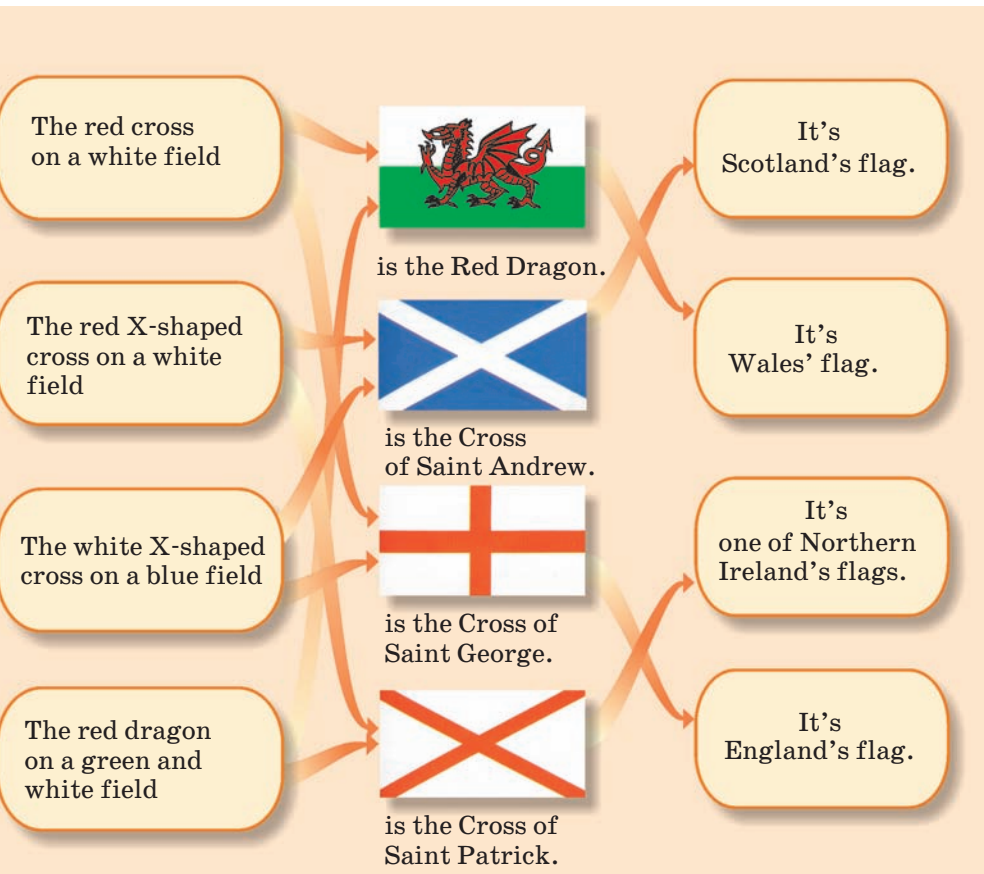 The red cross
on a white field
The red X-shaped
cross on a white
field
The white X-shaped
cross on a blue field
The red dragon
on a green and
white field
is the Red Dragon.
is the Cross
of Saint Andrew.
is the Cross of
Saint George.
is the Cross of
Saint Patrick.
It's
Scotland's flag.
It's
Wales' flag.
It's
one of Northern
Ireland's flags.
It's
England's flag.